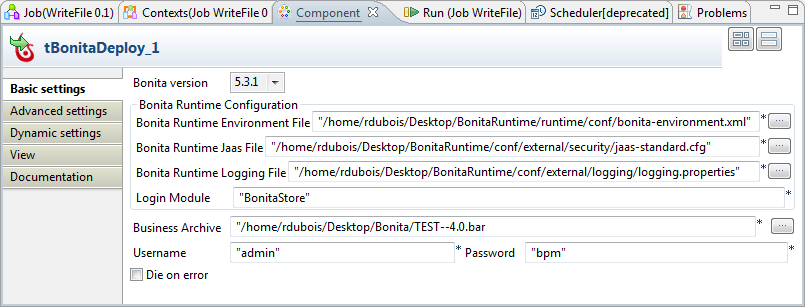 Job(WriteFile 0.1) Contexts(Job WriteFile 0 Component Run (Job WriteFile) Scheduler[deprecated] Problems
tBonitaDeploy_1
Basic settings
Advanced settings
Dynamic settings
View
Documentation
Bonita version 5.3.1
Bonita Runtime Configuration
Bonita Runtime Environment File "/home/rdubois/Desktop/BonitaRuntime/runtime/conf/bonita-environment.xml" * ...
Bonita Runtime Jaas File "/home/rdubois/Desktop/BonitaRuntime/conf/external/security/jaas-standard.cfg" * ...
Bonita Runtime Logging File "/home/rdubois/Desktop/BonitaRuntime/conf/external/logging/logging.properties" * ...
Login Module "BonitaStore" *
Business Archive "/home/rdubois/Desktop/Bonita/TEST--4.0.bar * ...
Username "admin" * Password "bpm" *
Die on error